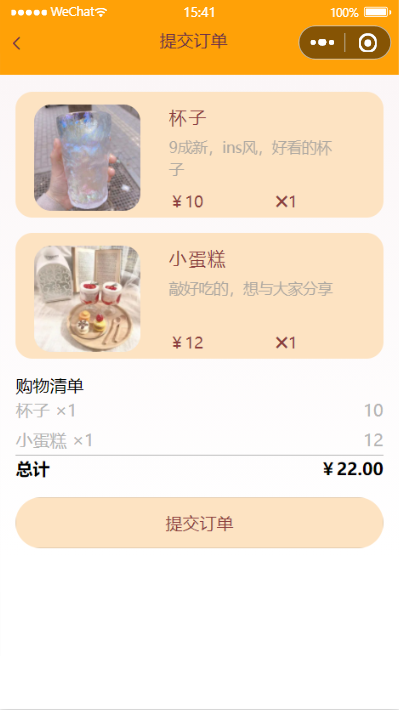 WeChat 15:41 100%
提交订单
杯子
9成新，ins风，好看的杯
子
￥10 ×1
小蛋糕
敲好吃的，想与大家分享
￥12 ×1
购物清单
杯子 ×1 10
小蛋糕 ×1 12
总计 ￥22.00
提交订单